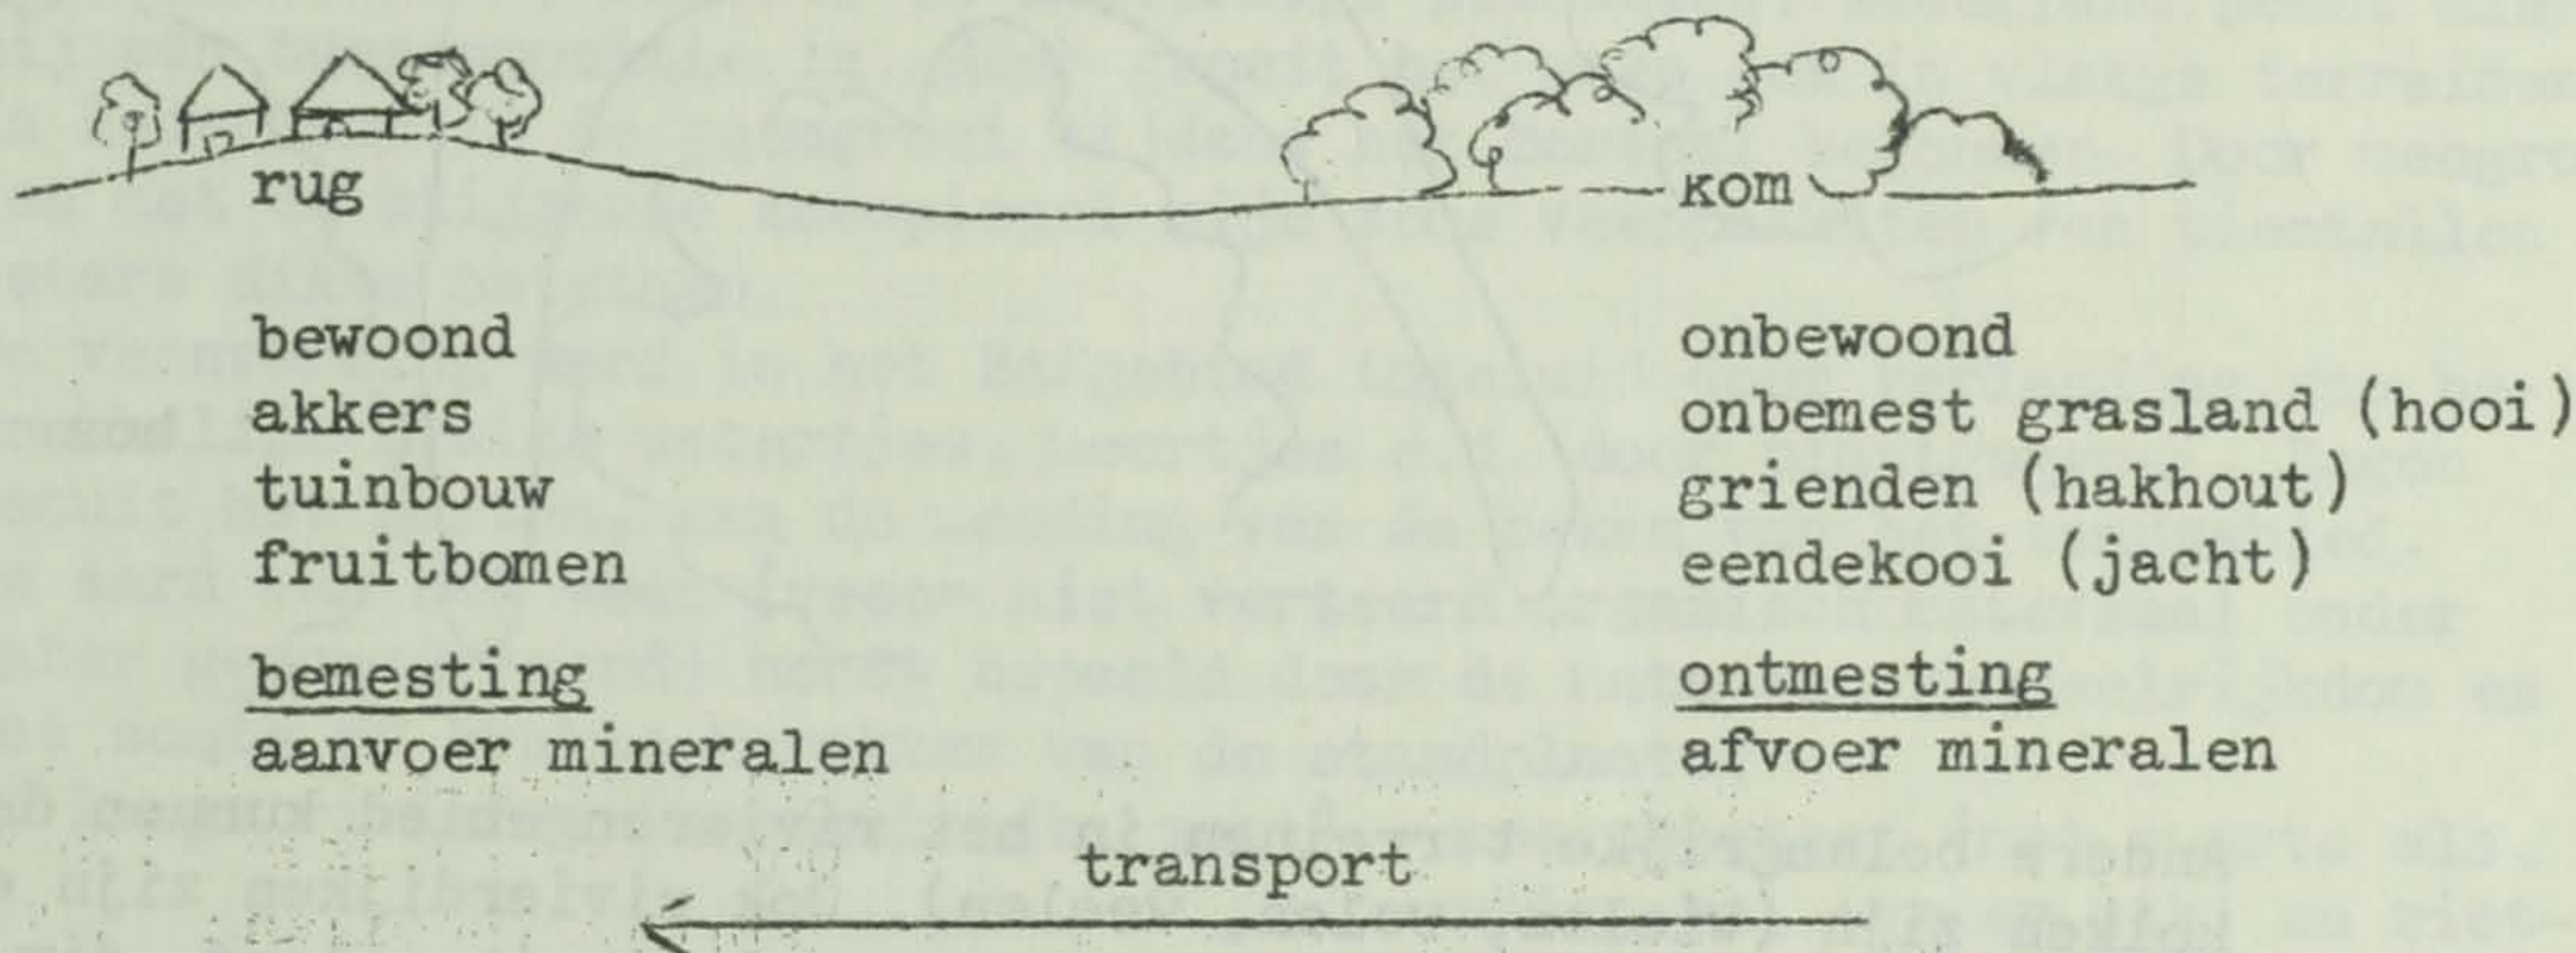 rug
kom
bewoond
akkers
tuinbouw
fruitbomen
bemesting
aanvoer mineralen
onbewoond
onbemest grasland (hooi)
grienden (hakhout)
eendekooi (jacht)
ontmesting
afvoer mineralen
transport